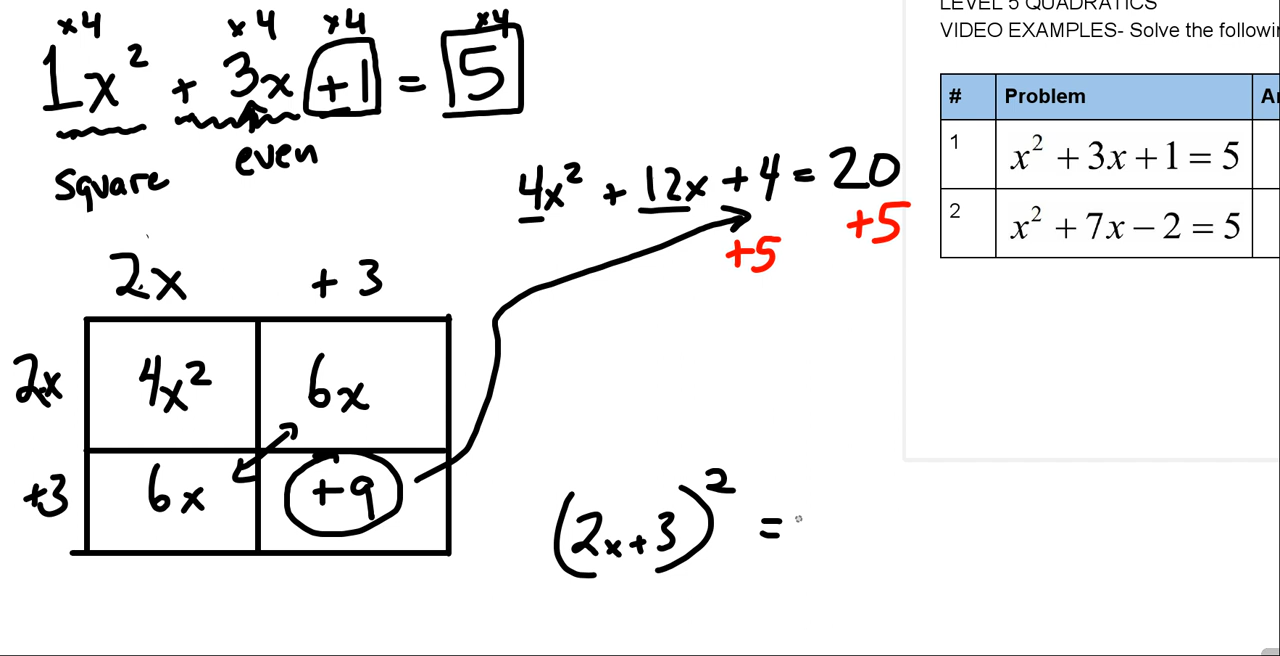 ×4 ×4 ×4 ×4
1x² + 3x +1 = 5
square even
4x² + 12x + 4 = 20
+5 +5
2x + 3
2x 4x² 6x
+3 6x +9
(2x+3)² =
LEVEL 5 QUADRATICS
VIDEO EXAMPLES- Solve the followi
# Problem A
1 x² + 3x + 1 = 5
2 x² + 7x − 2 = 5